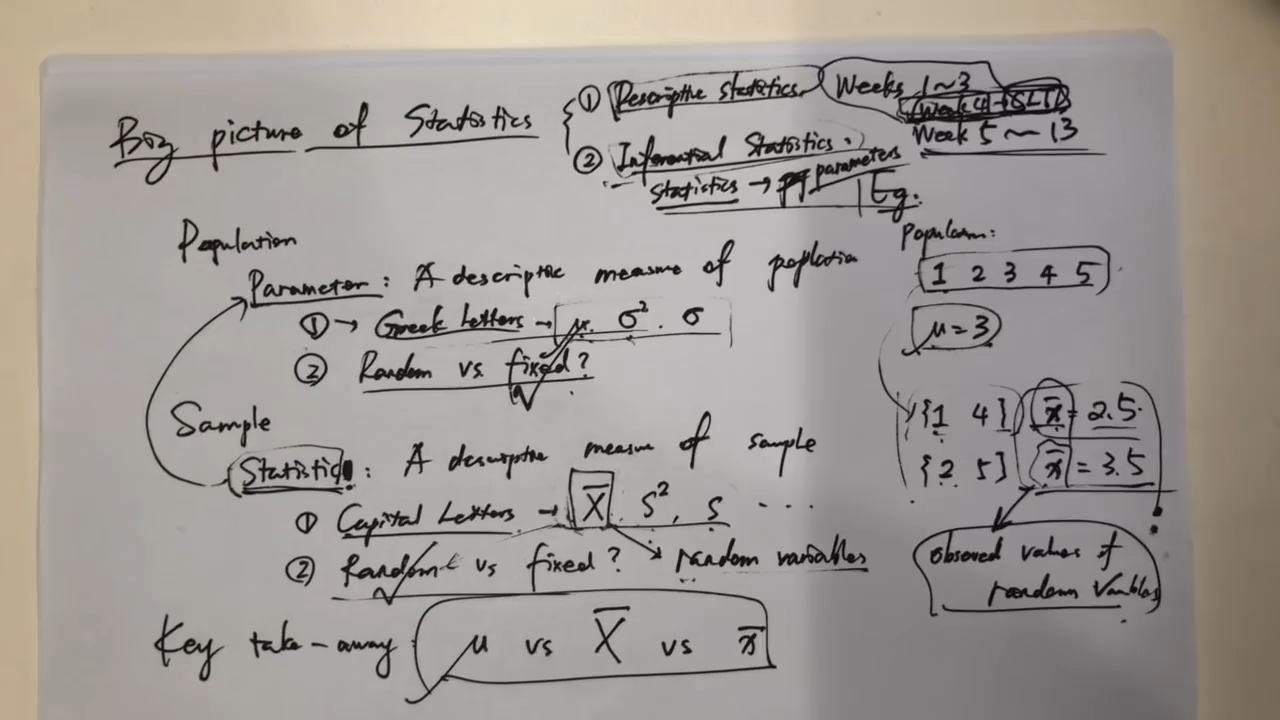 Big picture of Statistics
① Descriptive statistics. Weeks 1~3
(Week 4 → CLT)
② Inferential Statistics. Week 5 ~ 13
Statistics → parameters
Eg.
Population
Parameter : A descriptive measure of population
① → Greek Letters → μ. σ². σ
② Random vs fixed?
Sample
Statistic : A descriptive measure of sample
① Capital Letters → X̄. S², S ...
② Random vs fixed? → random variables
Key take-away: μ vs X̄ vs x̄
Population:
1 2 3 4 5
μ=3
{1 4} x̄ = 2.5.
{2 5} x̄ = 3.5
observed values of
random variables